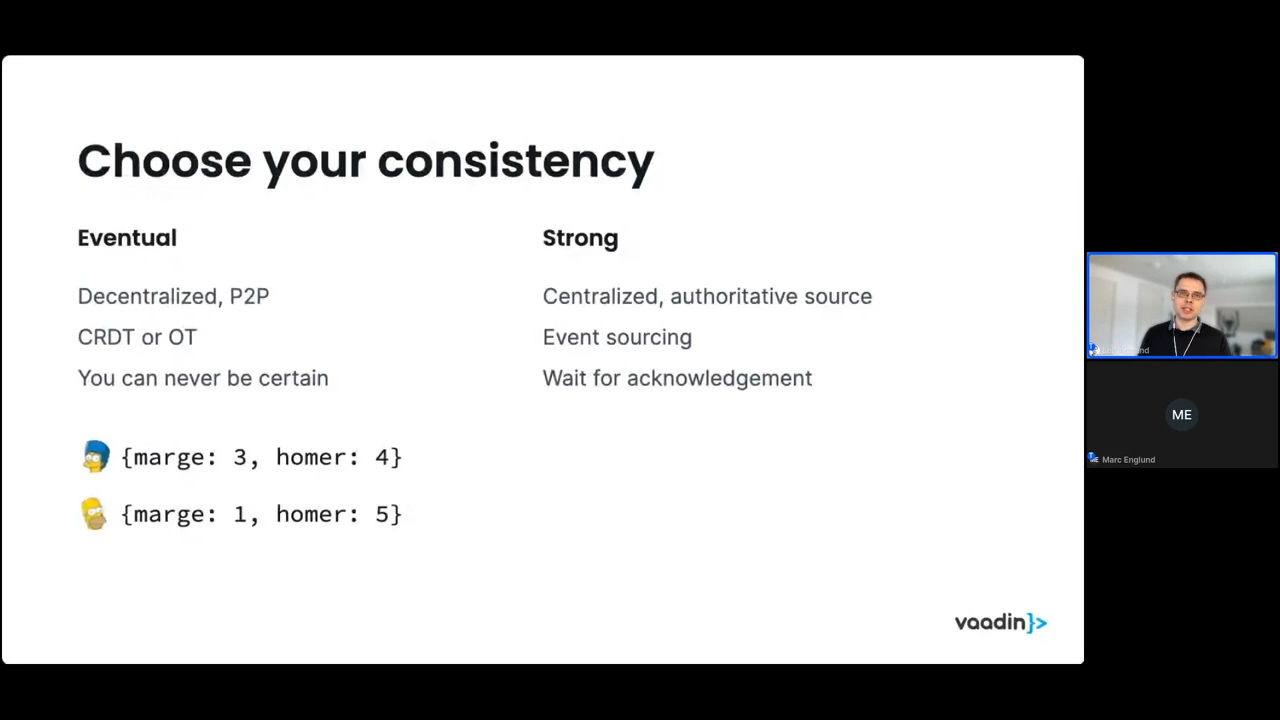 Choose your consistency
Eventual
Decentralized, P2P
CRDT or OT
You can never be certain
{marge: 3, homer: 4}
{marge: 1, homer: 5}
Strong
Centralized, authoritative source
Event sourcing
Wait for acknowledgement
vaadin}>
ME
Marc Englund